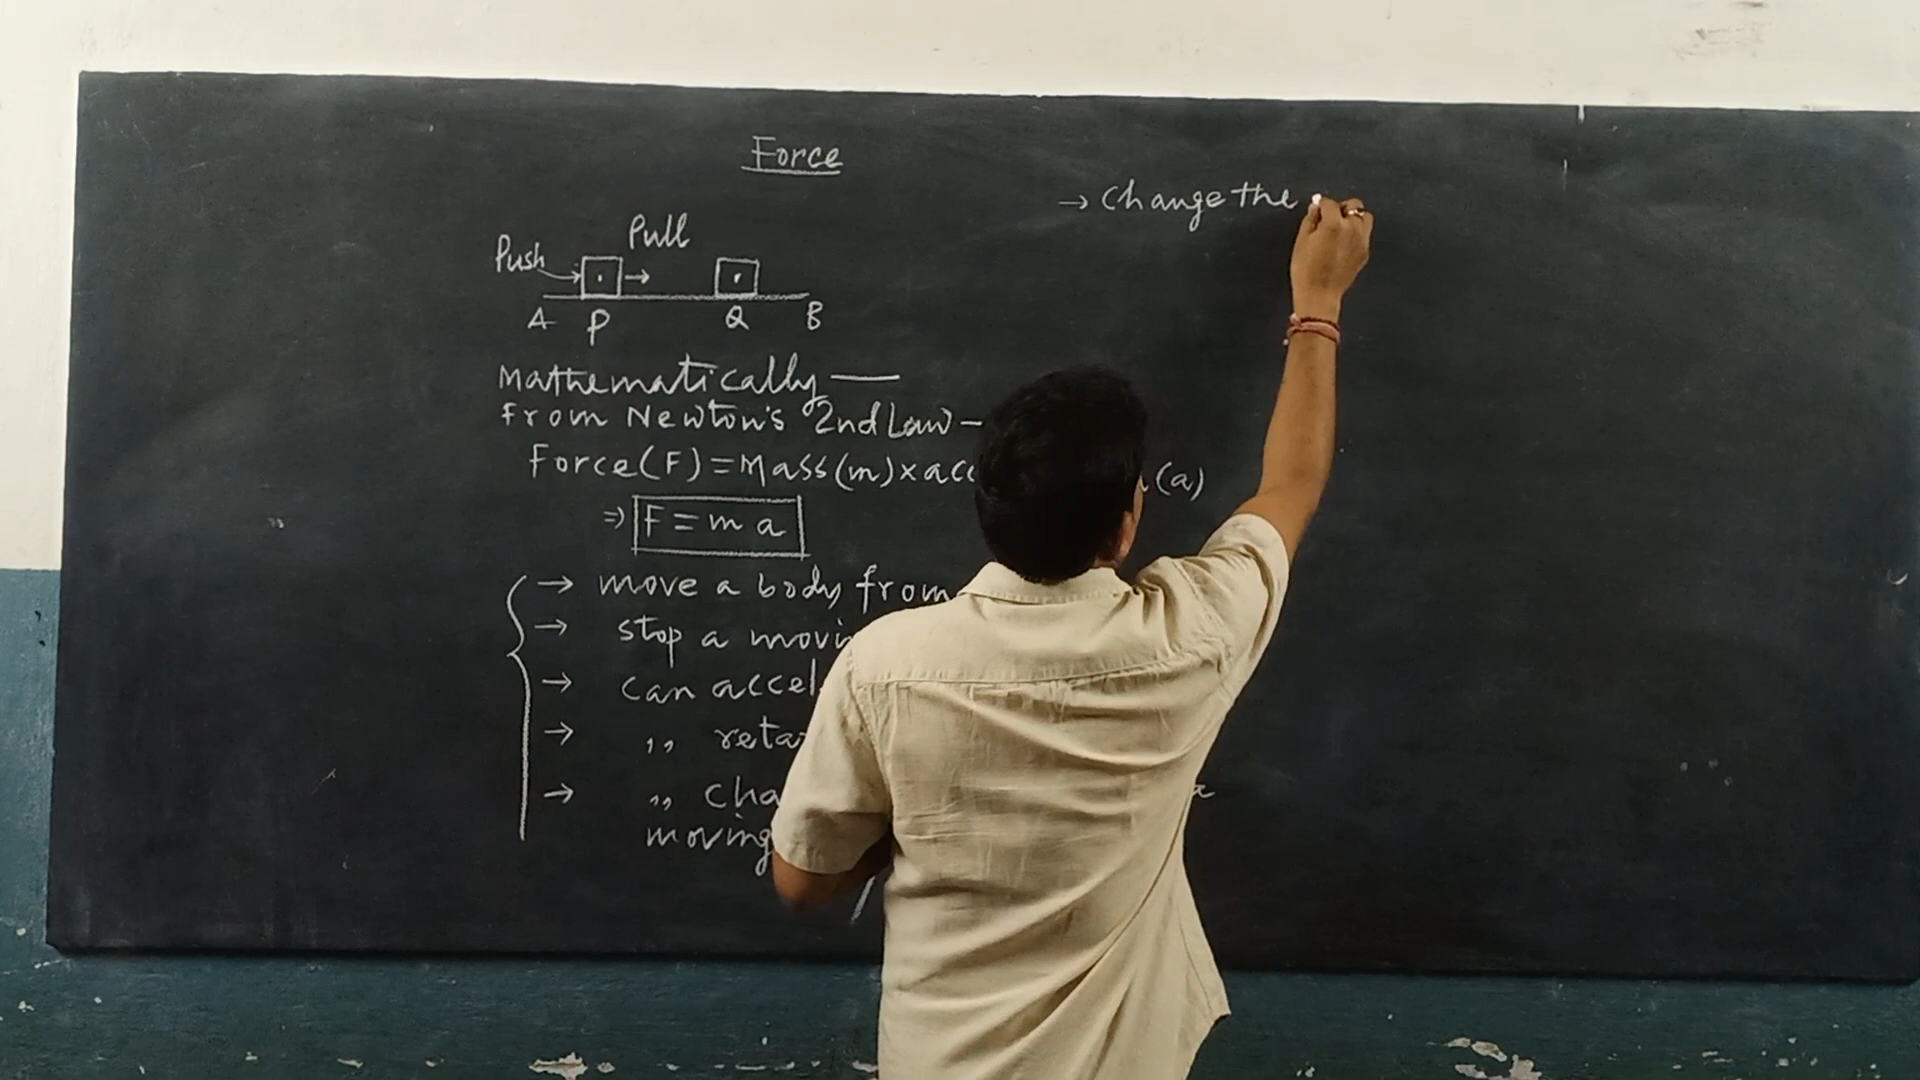 Force
Pull
Push
A P Q B
Mathematically —
From Newton's 2nd Law —
Force (F) = Mass (m) × acc (a)
⇒ F = m a
→ move a body from
→ stop a movin
→ can accel
→ ,, reta
→ ,, cha a
moving
→ Change the